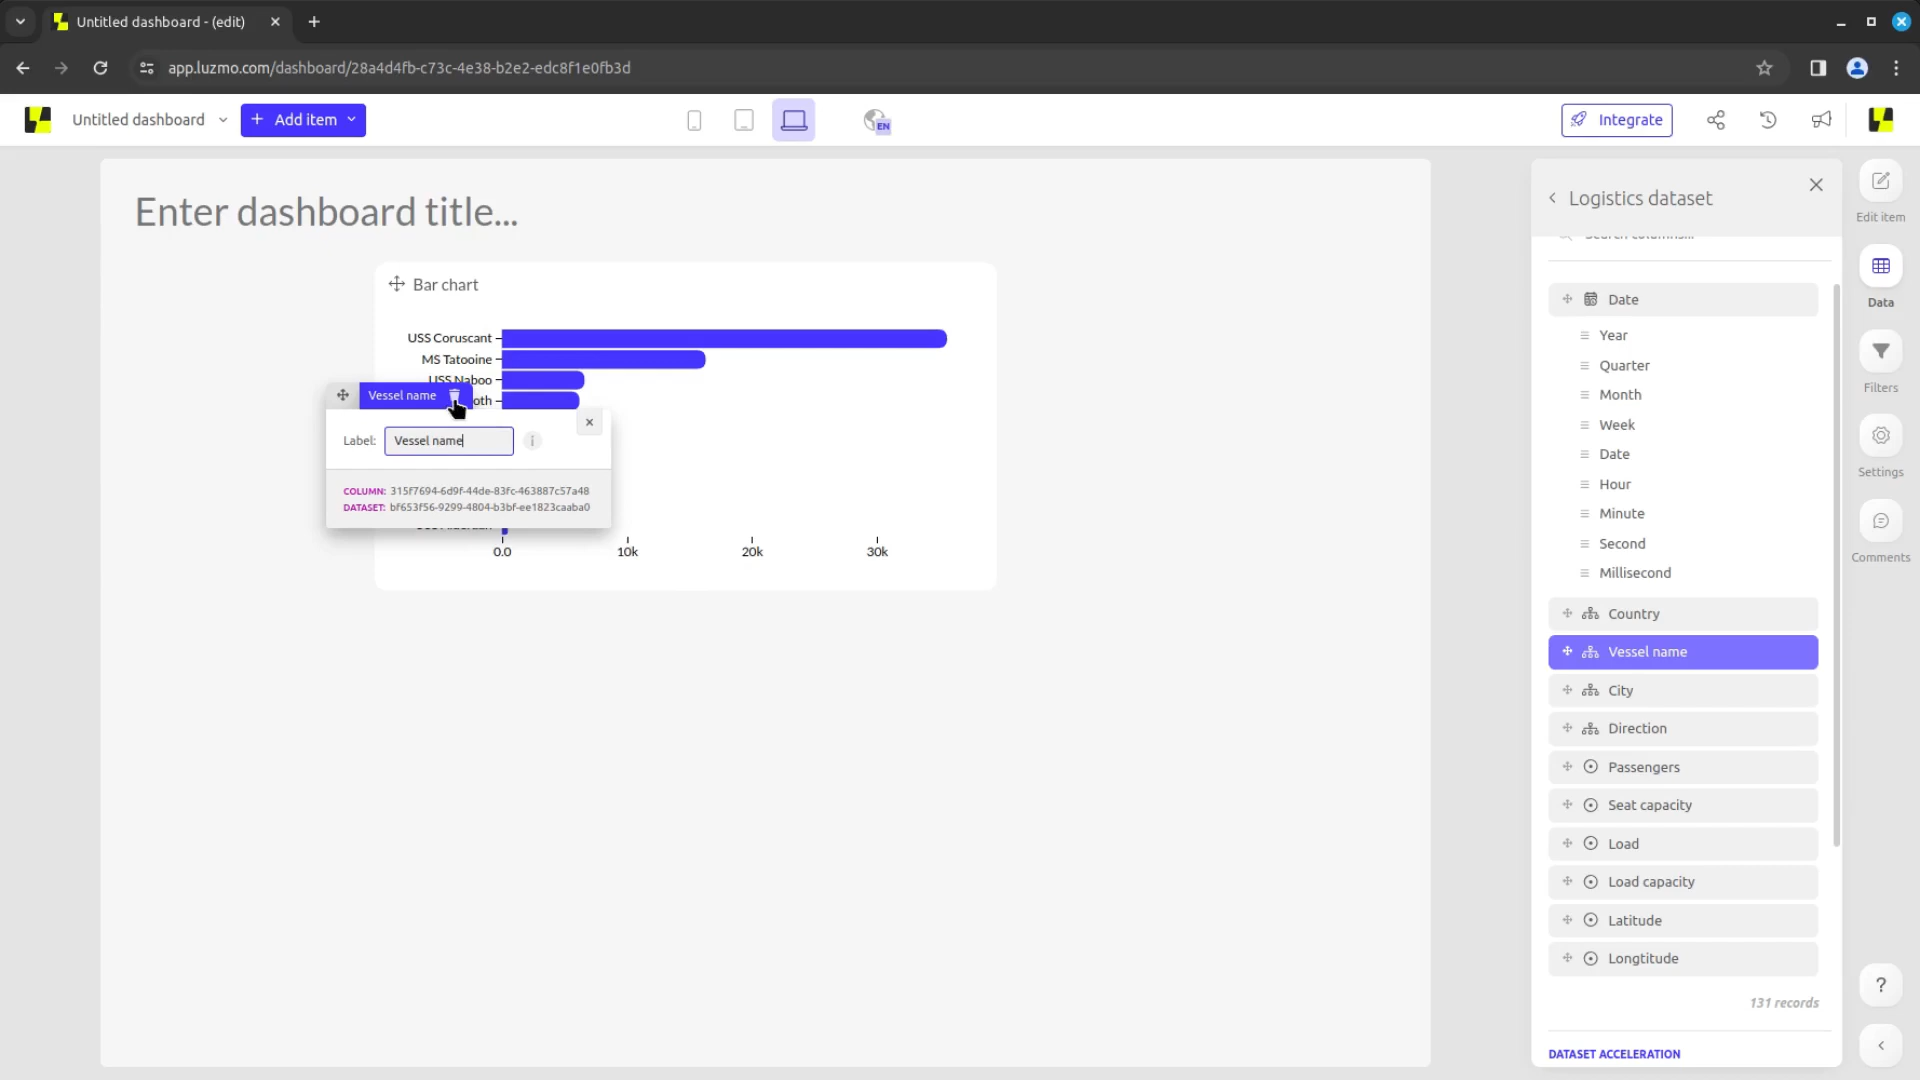 Untitled dashboard - (edit)
app.luzmo.com/dashboard/28a4d4fb-c73c-4e38-b2e2-edc8f1e0fb3d
Untitled dashboard
Add item
EN
Integrate
Enter dashboard title...
Bar chart
USS Coruscant
MS Tatooine
USS Naboo
oth
Vessel name
Label: Vessel name
COLUMN: 315f7694-6d9f-44de-83fc-463887c57a48
DATASET: bf653f56-9299-4804-b3bf-ee1823caaba0
0.0
10k
20k
30k
Logistics dataset
Search columns...
Date
Year
Quarter
Month
Week
Date
Hour
Minute
Second
Millisecond
Country
Vessel name
City
Direction
Passengers
Seat capacity
Load
Load capacity
Latitude
Longtitude
131 records
DATASET ACCELERATION
Edit item
Data
Filters
Settings
Comments
?